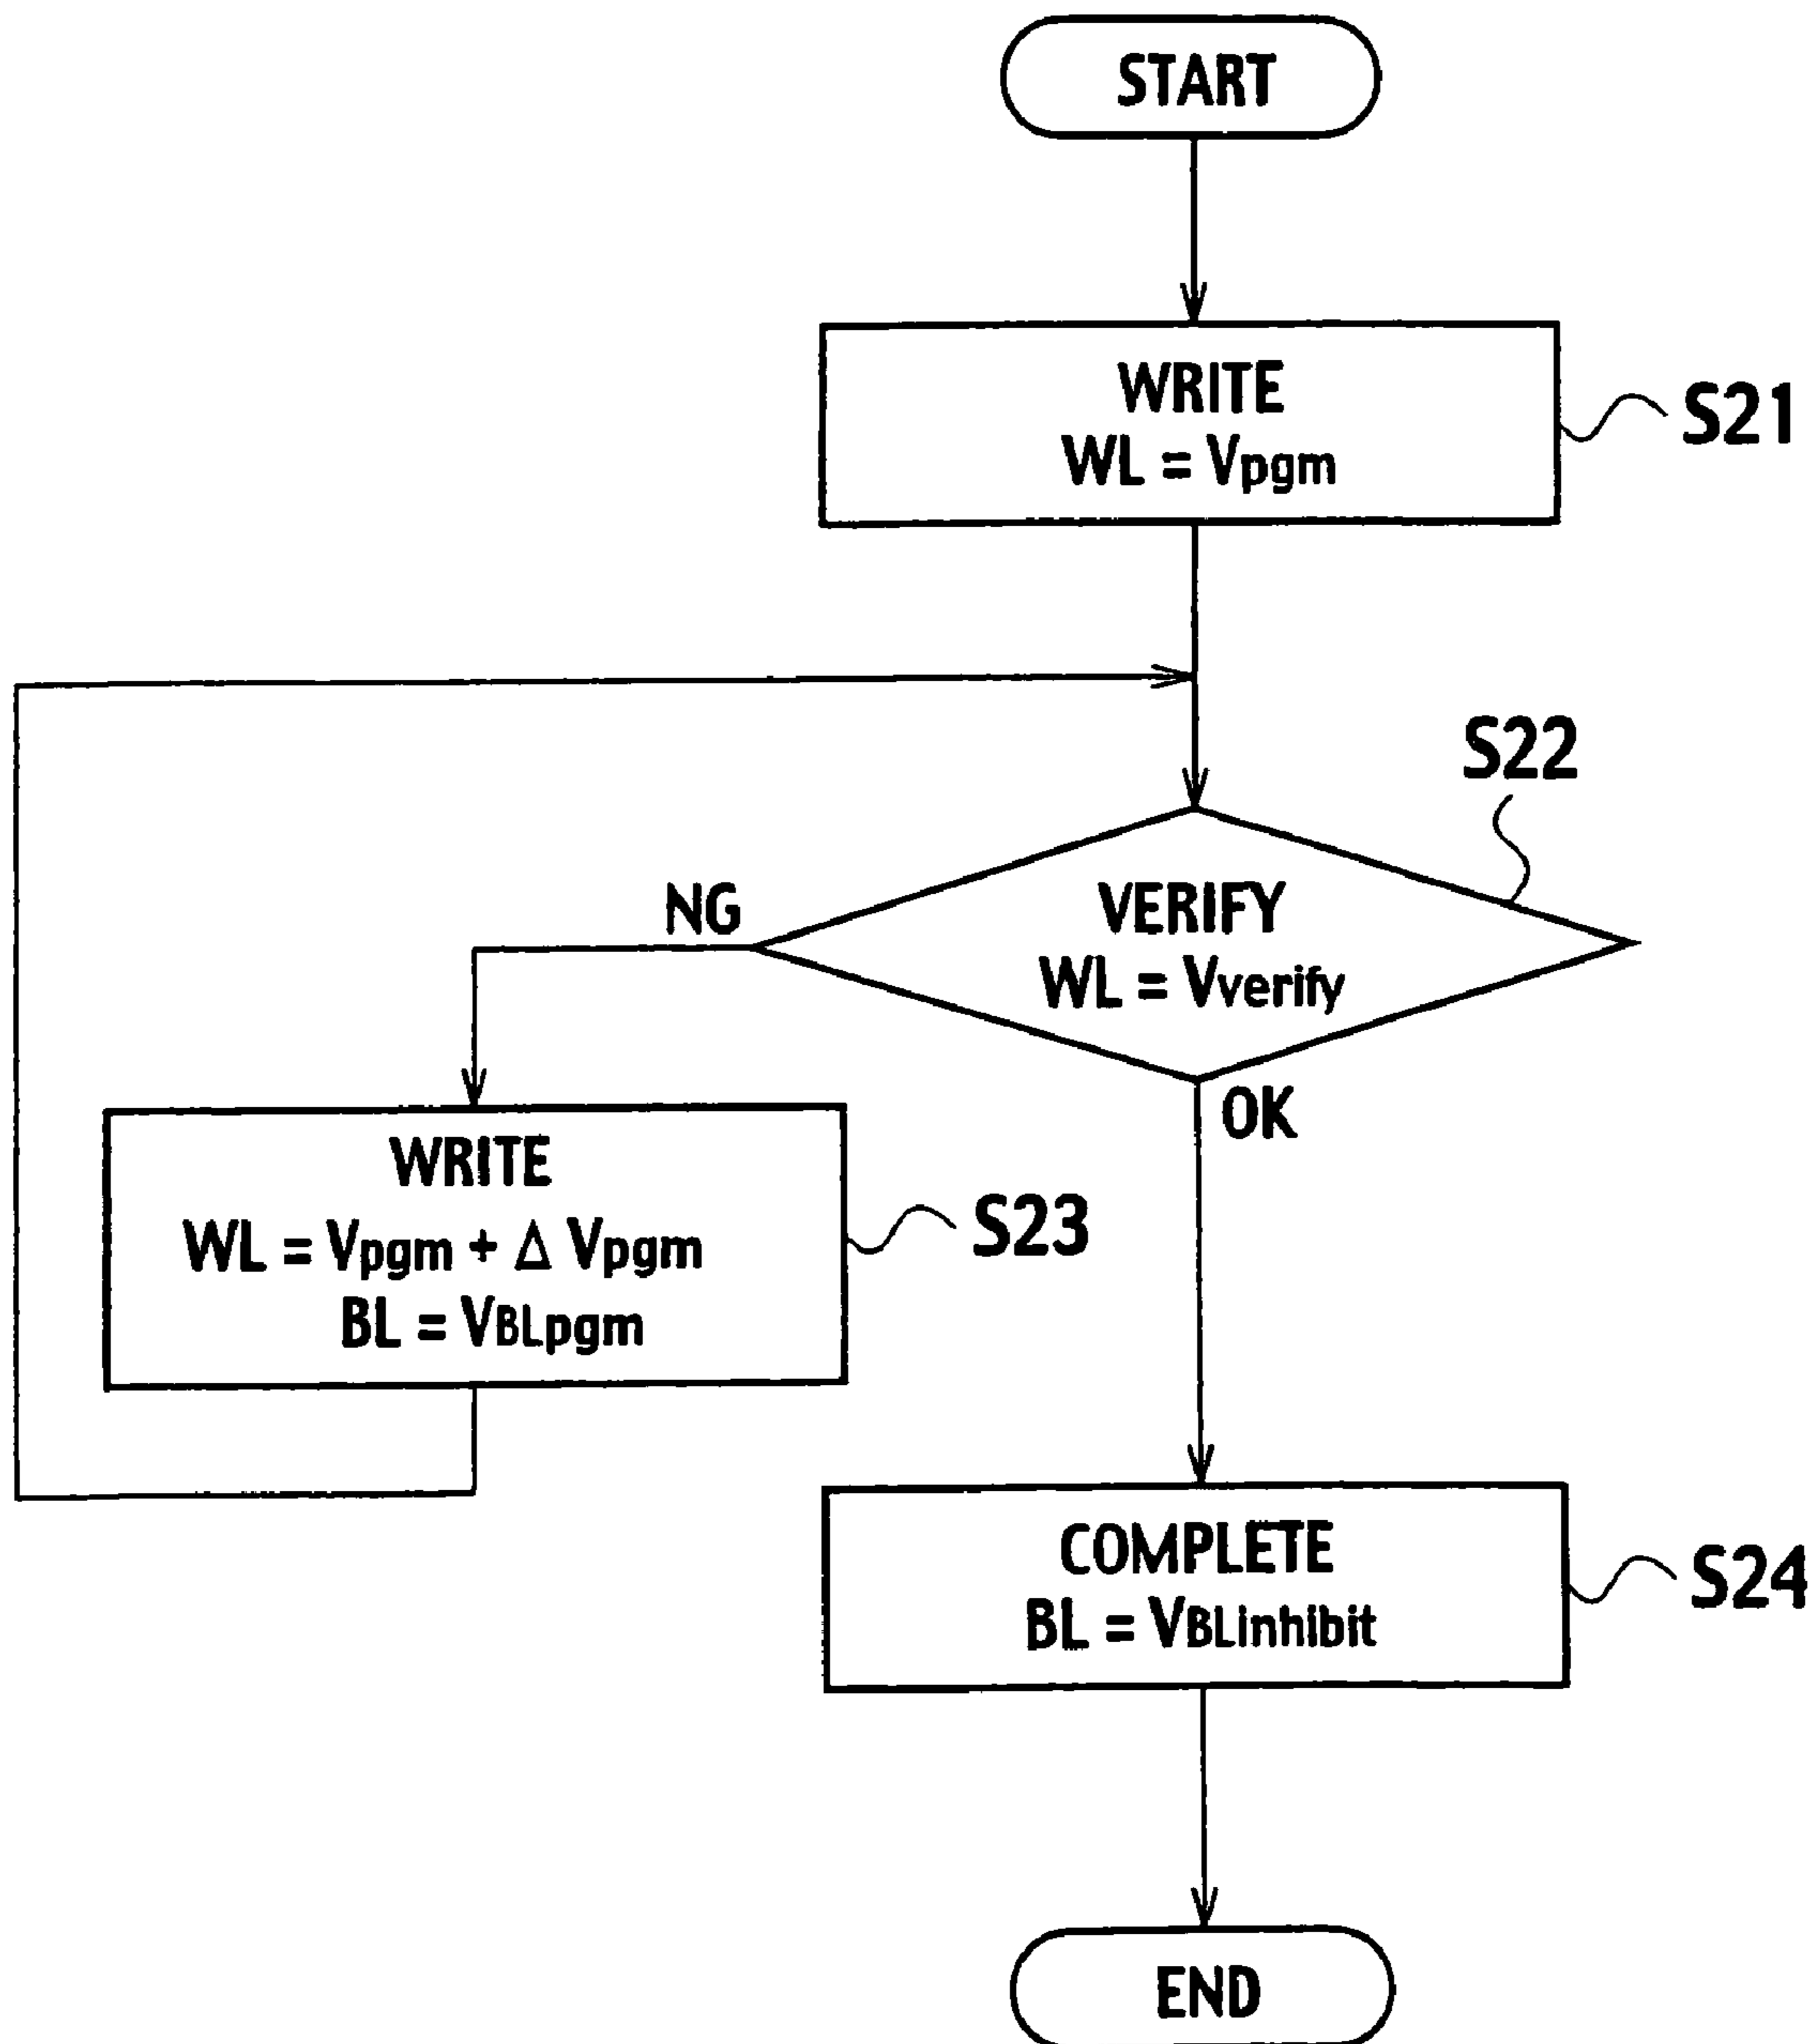 START
WRITE
WL = Vpgm
S21
S22
NG
VERIFY
WL = Vverify
OK
WRITE
WL = Vpgm + Δ Vpgm
BL = VBLpgm
S23
COMPLETE
BL = VBLinhibit
S24
END